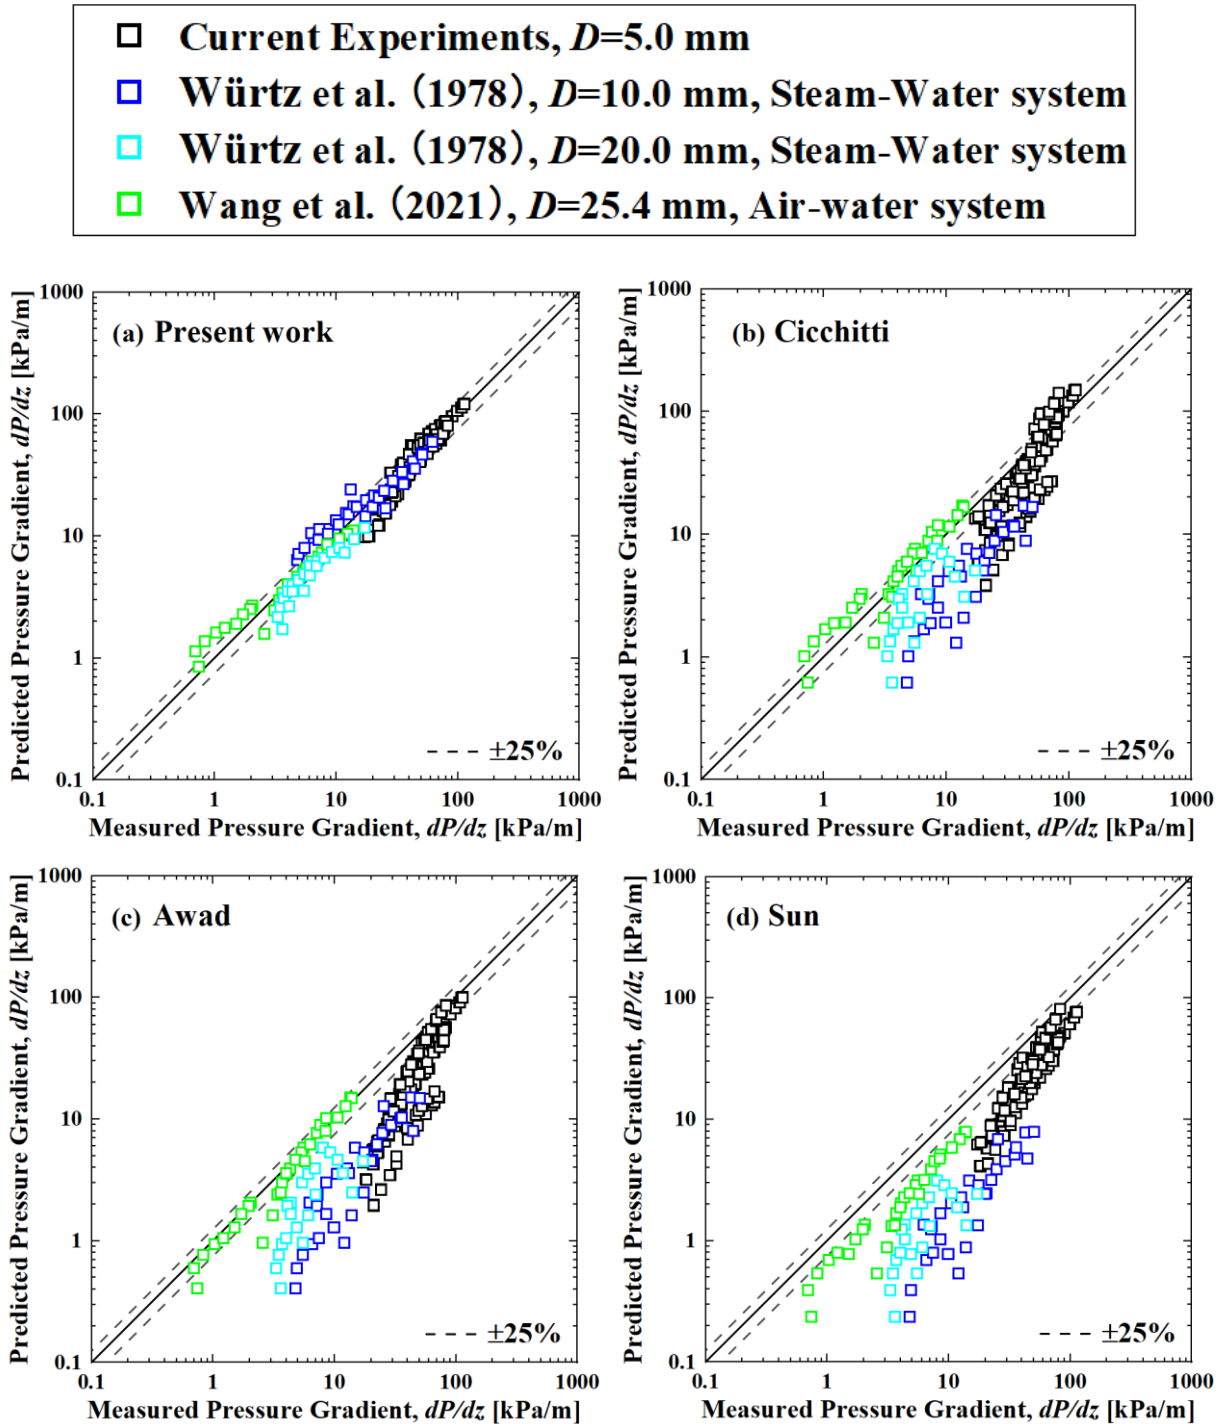 Current Experiments, D=5.0 mm
Würtz et al. (1978), D=10.0 mm, Steam-Water system
Würtz et al. (1978), D=20.0 mm, Steam-Water system
Wang et al. (2021), D=25.4 mm, Air-water system
(a) Present work
Predicted Pressure Gradient, dP/dz [kPa/m]
1000
100
10
1
0.1
±25%
0.1 1 10 100 1000
Measured Pressure Gradient, dP/dz [kPa/m]
(b) Cicchitti
Predicted Pressure Gradient, dP/dz [kPa/m]
1000
100
10
1
0.1
±25%
0.1 1 10 100 1000
Measured Pressure Gradient, dP/dz [kPa/m]
(c) Awad
Predicted Pressure Gradient, dP/dz [kPa/m]
1000
100
10
1
0.1
±25%
0.1 1 10 100 1000
Measured Pressure Gradient, dP/dz [kPa/m]
(d) Sun
Predicted Pressure Gradient, dP/dz [kPa/m]
1000
100
10
1
0.1
±25%
0.1 1 10 100 1000
Measured Pressure Gradient, dP/dz [kPa/m]